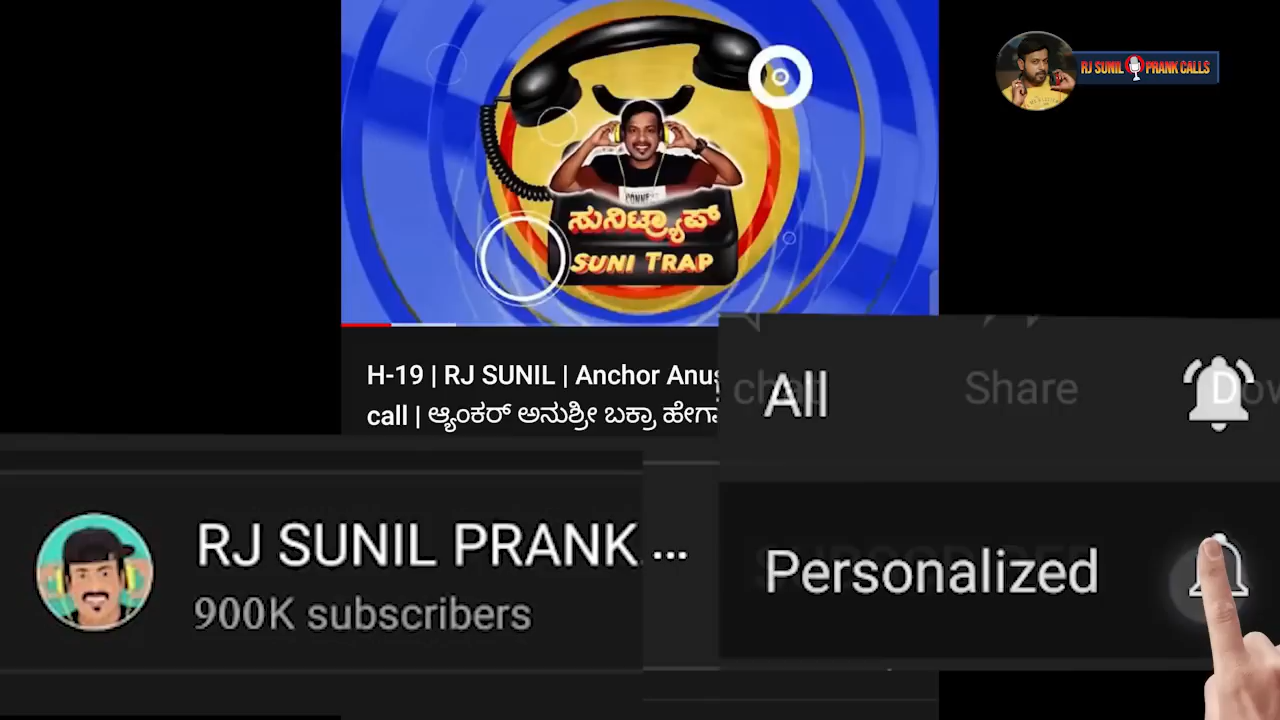 RJ SUNIL PRANK CALLS
CONNECT
ಸುನಿಟ್ರ್ಯಾಪ್
SUNI TRAP
H-19 | RJ SUNIL | Anchor Anus
call | ಆ್ಯಂಕರ್ ಅನುಶ್ರೀ ಬಕ್ರಾ ಹೇಗಾ
All
Share
Personalized
RJ SUNIL PRANK ...
900K subscribers